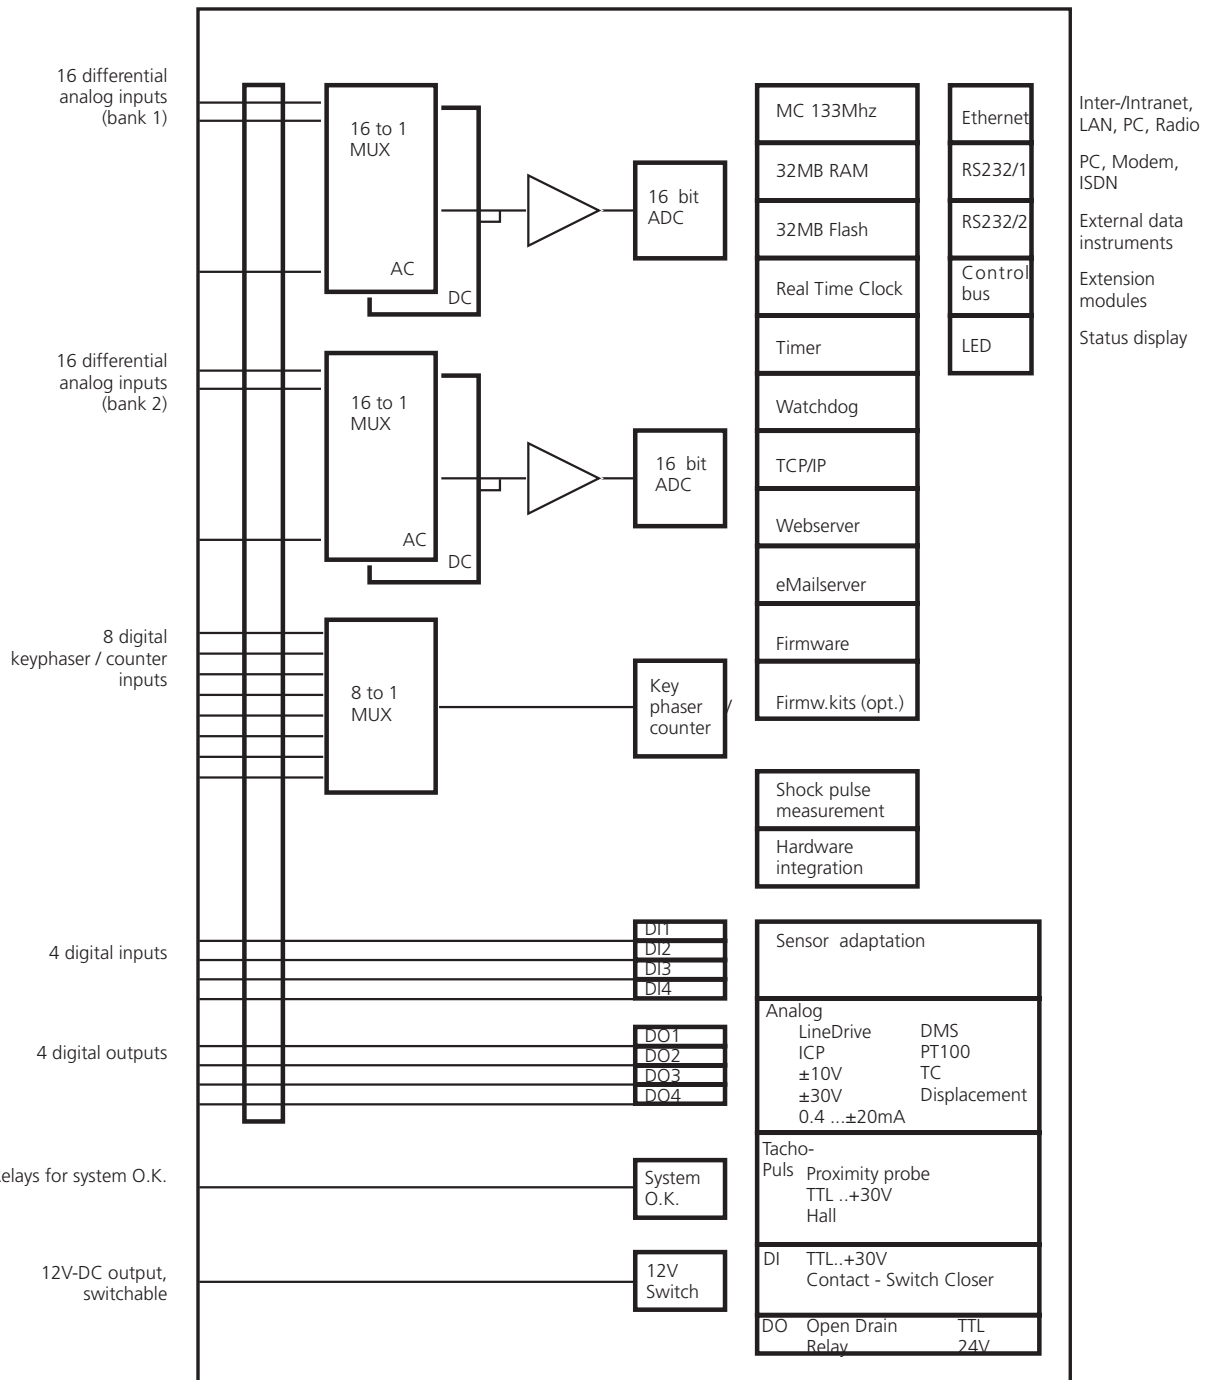 16 differential
analog inputs
(bank 1)
16 to 1
MUX
AC
DC
16 bit
ADC
16 differential
analog inputs
(bank 2)
16 to 1
MUX
AC
DC
16 bit
ADC
8 digital
keyphaser / counter
inputs
8 to 1
MUX
Key
phaser /
counter
4 digital inputs
DI1
DI2
DI3
DI4
4 digital outputs
DO1
DO2
DO3
DO4
elays for system O.K.
System
O.K.
12V-DC output,
switchable
12V
Switch
MC 133Mhz
32MB RAM
32MB Flash
Real Time Clock
Timer
Watchdog
TCP/IP
Webserver
eMailserver
Firmware
Firmw.kits (opt.)
Shock pulse
measurement
Hardware
integration
Ethernet
RS232/1
RS232/2
Control
bus
LED
Inter-/Intranet,
LAN, PC, Radio
PC, Modem,
ISDN
External data
instruments
Extension
modules
Status display
Sensor adaptation
Analog
LineDrive DMS
ICP PT100
±10V TC
±30V Displacement
0.4 ...±20mA
Tacho-
Puls Proximity probe
TTL ..+30V
Hall
DI TTL..+30V
Contact - Switch Closer
DO Open Drain TTL
Relay 24V